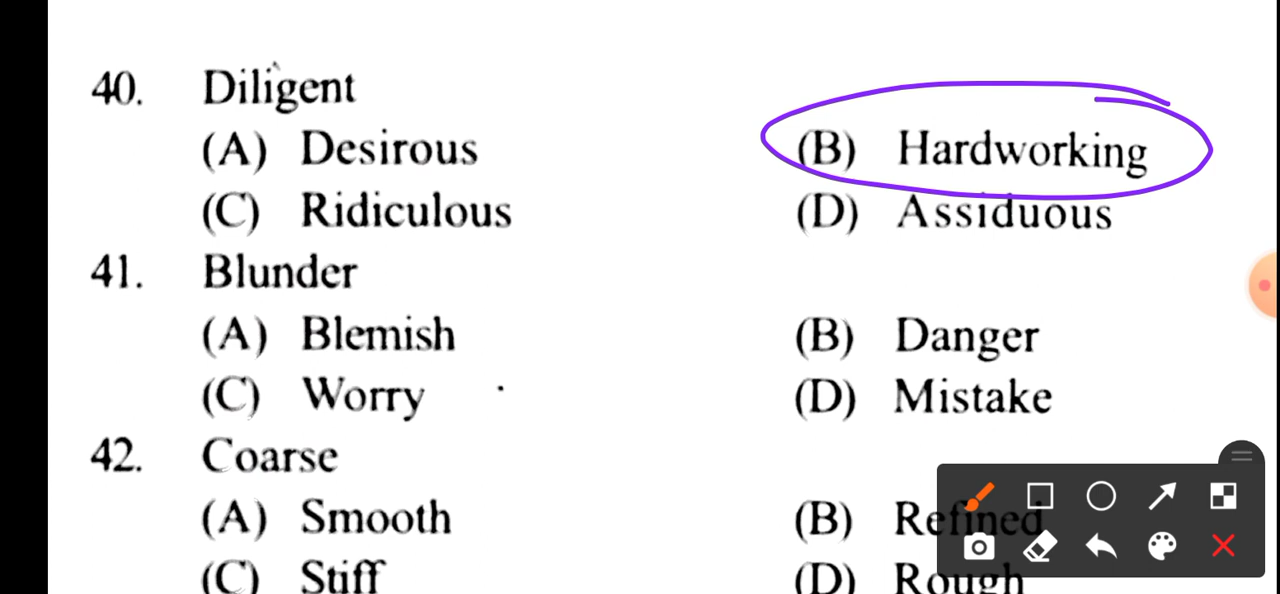 40. Diligent
(A) Desirous (B) Hardworking
(C) Ridiculous (D) Assiduous
41. Blunder
(A) Blemish (B) Danger
(C) Worry (D) Mistake
42. Coarse
(A) Smooth (B) Refined
(C) Stiff (D) Rough